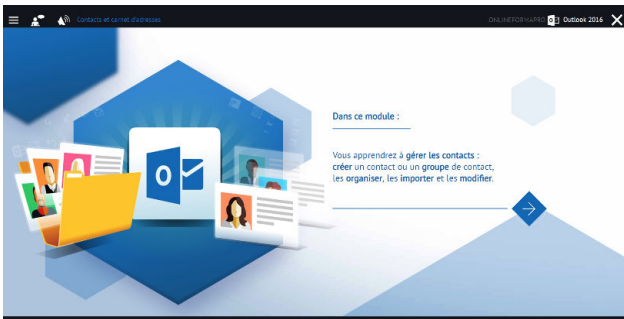 Contacts et carnet d'adresses
ONLINEFORMAPRO Outlook 2016
Dans ce module :
Vous apprendrez à gérer les contacts :
créer un contact ou un groupe de contact,
les organiser, les importer et les modifier.